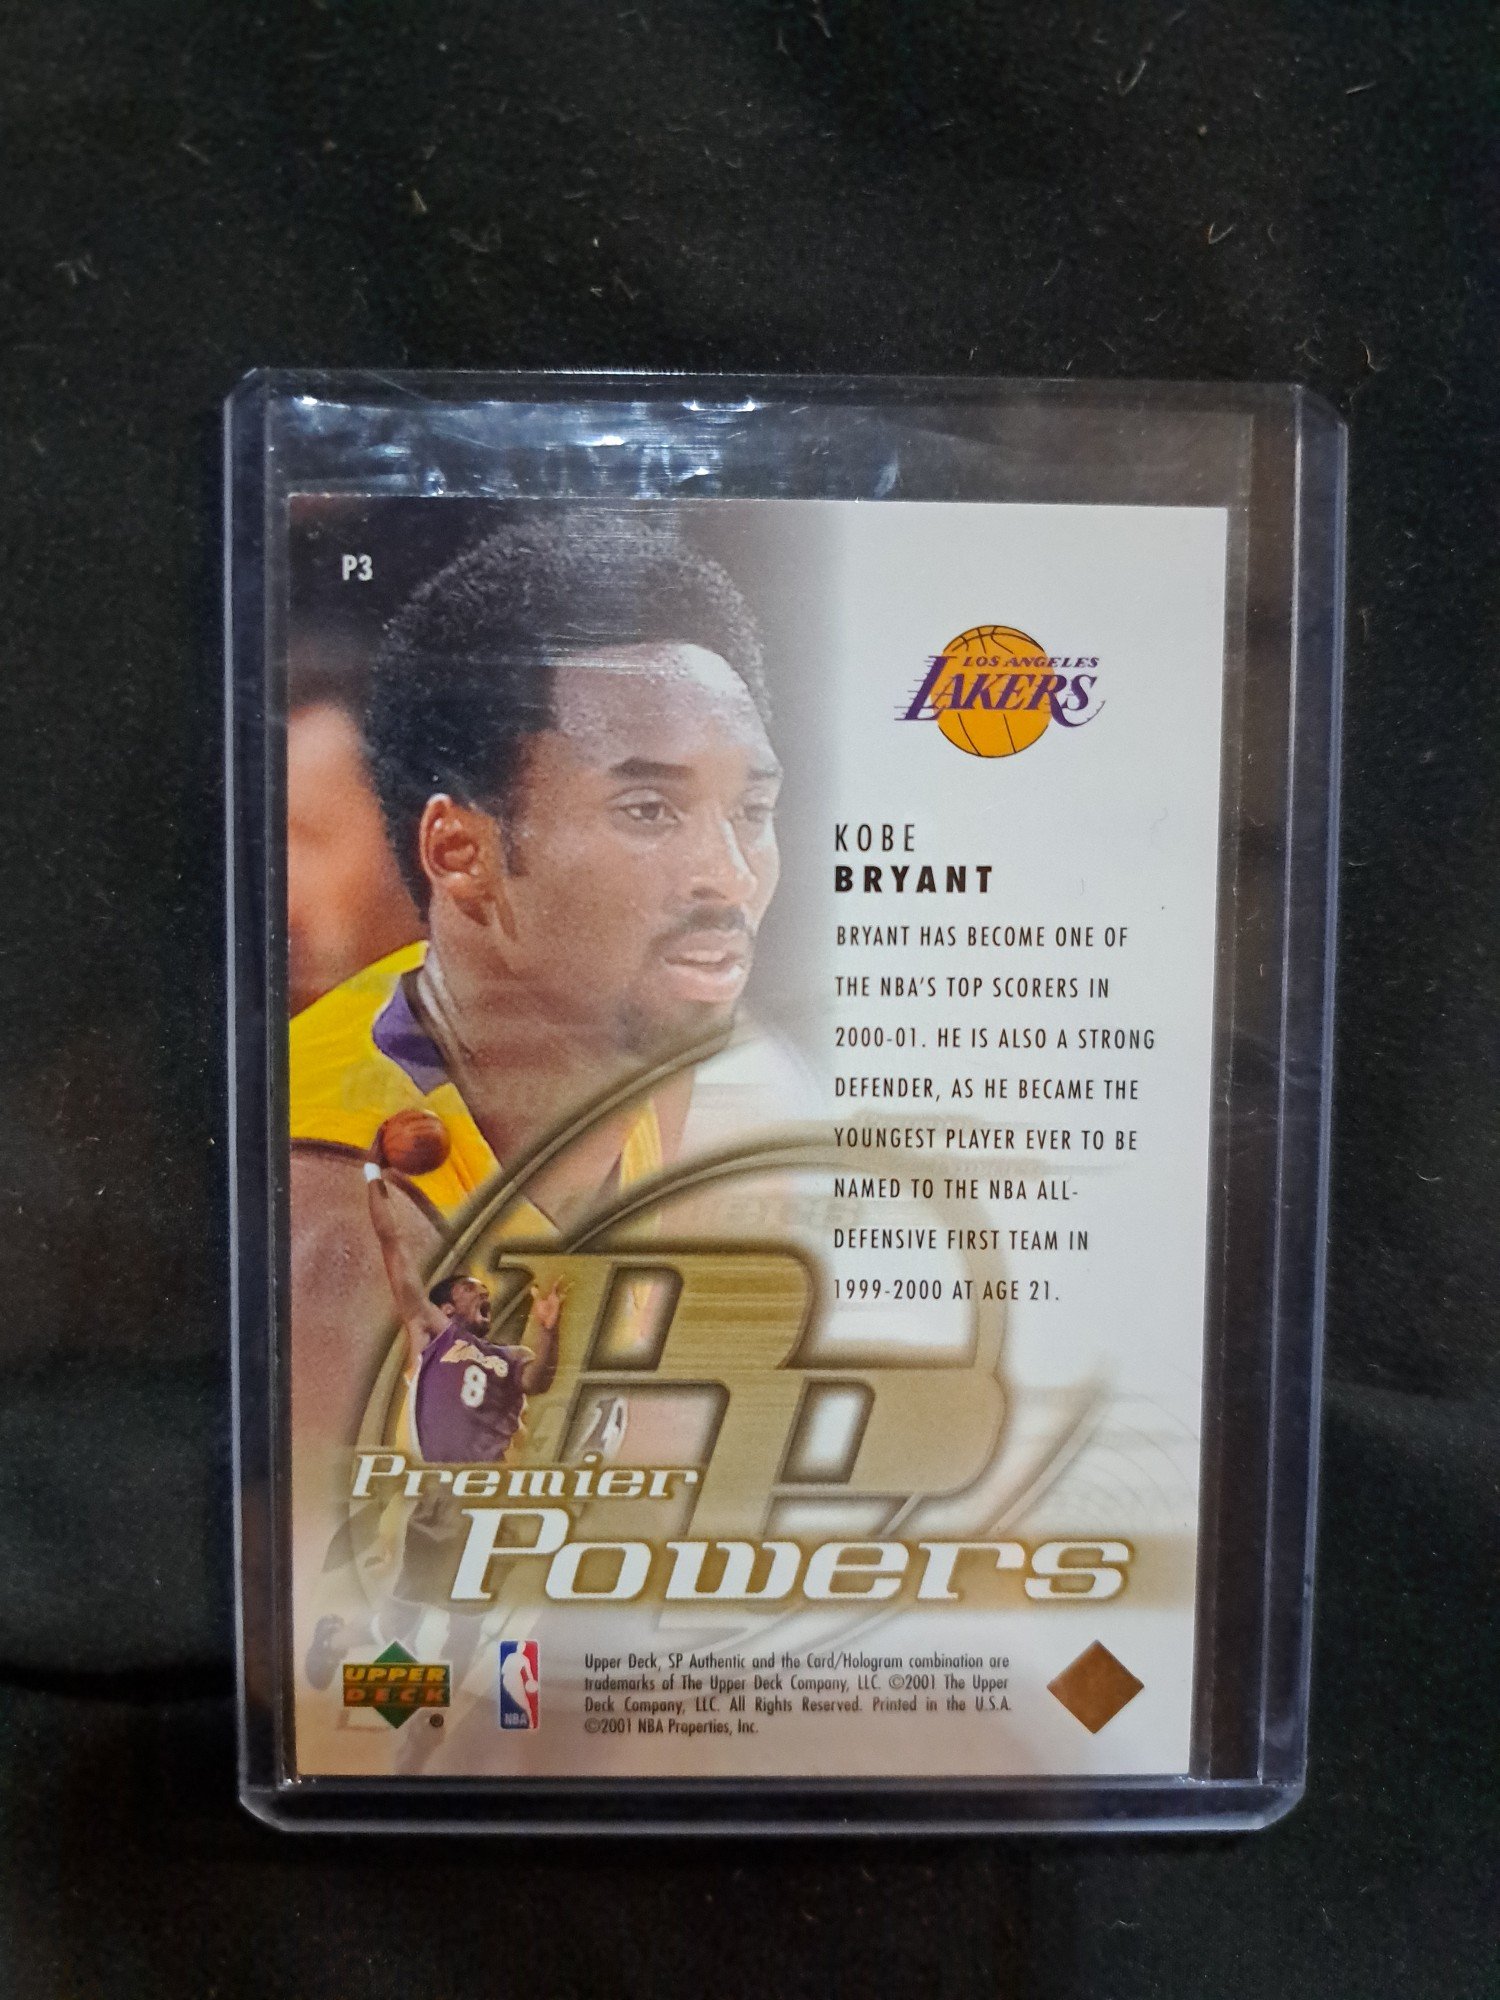 P3
LOS ANGELES
LAKERS
KOBE
BRYANT
BRYANT HAS BECOME ONE OF
THE NBA'S TOP SCORERS IN
2000-01. HE IS ALSO A STRONG
DEFENDER, AS HE BECAME THE
YOUNGEST PLAYER EVER TO BE
NAMED TO THE NBA ALL-
DEFENSIVE FIRST TEAM IN
1999-2000 AT AGE 21.
Lakers
8
PP
Premier
Powers
UPPER
DECK
®
NBA
Upper Deck, SP Authentic and the Card/Hologram combination are
trademarks of The Upper Deck Company, LLC. ©2001 The Upper
Deck Company, LLC. All Rights Reserved. Printed in the U.S.A.
©2001 NBA Properties, Inc.